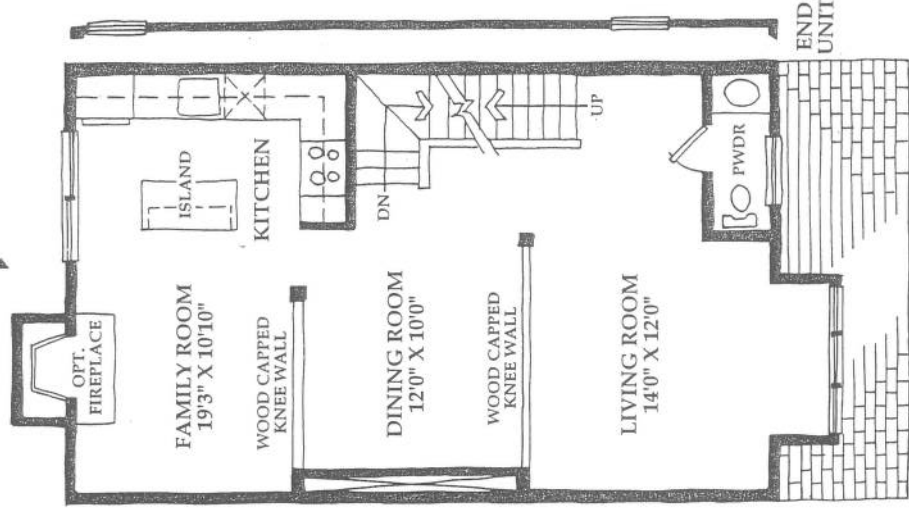 END
UNIT
UP
PWDR
ISLAND
KITCHEN
DN
OPT.
FIREPLACE
FAMILY ROOM
19'3" X 10'10"
WOOD CAPPED
KNEE WALL
DINING ROOM
12'0" X 10'0"
WOOD CAPPED
KNEE WALL
LIVING ROOM
14'0" X 12'0"